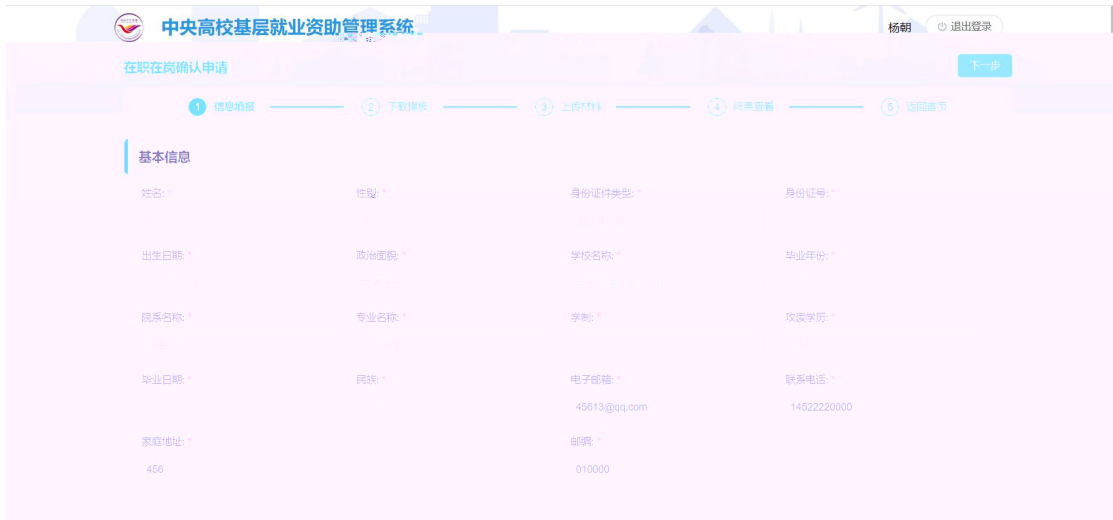 中央高校基层就业资助管理系统
杨朝 退出登录
在职在岗确认申请 下一步
1 信息填报 2 下载模板 3 上传材料 4 结果查看 5 返回首页
基本信息
姓名: * 性别: * 身份证件类型: * 身份证号: *
出生日期: * 政治面貌: * 学校名称: * 毕业年份: *
院系名称: * 专业名称: * 学制: * 攻读学历: *
毕业日期: * 民族: * 电子邮箱: * 联系电话: *
45613@qq.com 14522220000
家庭地址: * 邮编: *
456 010000